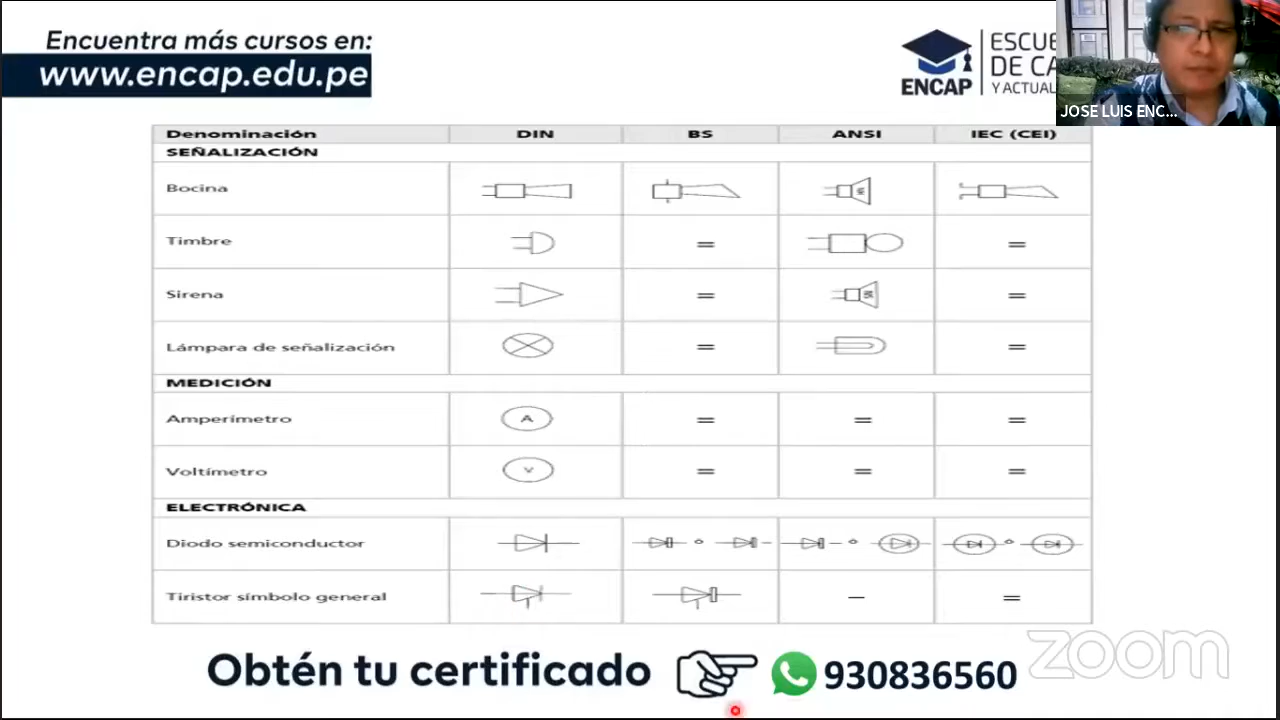 Encuentra más cursos en:
www.encap.edu.pe
ENCAP
ESCUE
DE CA
Y ACTUAL
JOSE LUIS ENC...
Denominación DIN BS ANSI IEC (CEI)
SEÑALIZACIÓN
Bocina
Timbre = =
Sirena = =
Lámpara de señalización = =
MEDICIÓN
Amperímetro A = = =
Voltímetro V = = =
ELECTRÓNICA
Diodo semiconductor o o o
Tiristor símbolo general – =
Obtén tu certificado 930836560
zoom